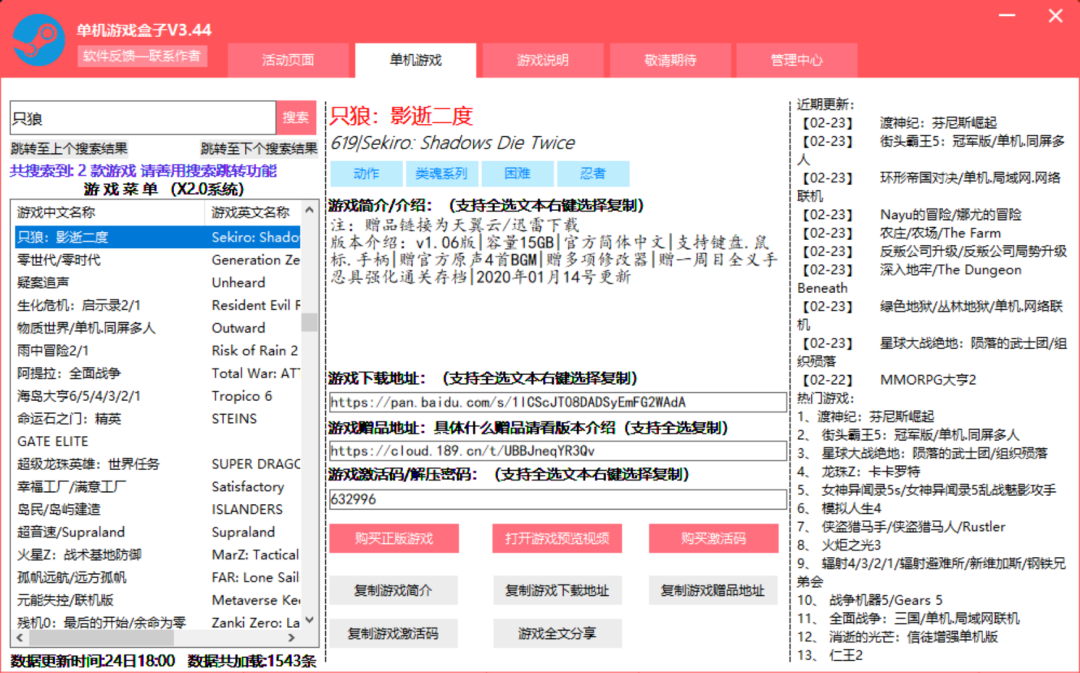 单机游戏盒子V3.44
软件反馈—联系作者
活动页面
单机游戏
游戏说明
敬请期待
管理中心
只狼
搜索
跳转至上个搜索结果 跳转至下个搜索结果
共搜索到: 2 款游戏 请善用搜索跳转功能
游 戏 菜 单 （X2.0系统）
游戏中文名称 游戏英文名称
只狼：影逝二度 Sekiro: Shado
零世代/零时代 Generation Ze
疑案追声 Unheard
生化危机：启示录2/1 Resident Evil F
物质世界/单机.同屏多人 Outward
雨中冒险2/1 Risk of Rain 2
阿提拉：全面战争 Total War: AT
海岛大亨6/5/4/3/2/1 Tropico 6
命运石之门：精英 STEINS
GATE ELITE
超级龙珠英雄：世界任务 SUPER DRAG
幸福工厂/满意工厂 Satisfactory
岛民/岛屿建造 ISLANDERS
超音速/Supraland Supraland
火星Z：战术基地防御 MarZ: Tactical
孤帆远航/远方孤帆 FAR: Lone Sail
元能失控/联机版 Metaverse Ke
残机0：最后的开始/余命为零 Zanki Zero: La
数据更新时间:24日18:00 数据共加载:1543条
只狼：影逝二度
619|Sekiro: Shadows Die Twice
动作
类魂系列
困难
忍者
游戏简介/介绍：（支持全选文本右键选择复制）
注：赠品链接为天翼云/迅雷下载
版本介绍：v1.06版|容量15GB|官方简体中文|支持键盘.鼠
标.手柄|赠官方原声4首BGM|赠多项修改器|赠一周目全义手
忍具强化通关存档|2020年01月14号更新
游戏下载地址：（支持全选文本右键选择复制）
https://pan.baidu.com/s/1lCScJT08DADSyEmFG2WAdA
游戏赠品地址：具体什么赠品请看版本介绍（支持全选复制）
https://cloud.189.cn/t/UBBJneqYR3Qv
游戏激活码/解压密码：（支持全选文本右键选择复制）
632996
购买正版游戏
打开游戏预览视频
购买激活码
复制游戏简介
复制游戏下载地址
复制游戏赠品地址
复制游戏激活码
游戏全文分享
近期更新：
【02-23】 渡神纪：芬尼斯崛起
【02-23】 街头霸王5：冠军版/单机.同屏多
人
【02-23】 环形帝国对决/单机.局域网.网络
联机
【02-23】 Nayu的冒险/娜尤的冒险
【02-23】 农庄/农场/The Farm
【02-23】 反叛公司升级/反叛公司局势升级
【02-23】 深入地牢/The Dungeon
Beneath
【02-23】 绿色地狱/丛林地狱/单机.网络联
机
【02-23】 星球大战绝地：陨落的武士团/组
织殒落
【02-22】 MMORPG大亨2
热门游戏：
1、渡神纪：芬尼斯崛起
2、街头霸王5：冠军版/单机.同屏多人
3、星球大战绝地：陨落的武士团/组织殒落
4、龙珠Z：卡卡罗特
5、女神异闻录5s/女神异闻录5乱战魅影攻手
6、模拟人生4
7、侠盗猎马手/侠盗猎马人/Rustler
8、火炬之光3
9、辐射4/3/2/1/辐射避难所/新维加斯/钢铁兄
弟会
10、战争机器5/Gears 5
11、全面战争：三国/单机.局域网联机
12、消逝的光芒：信徒增强单机版
13、仁王2